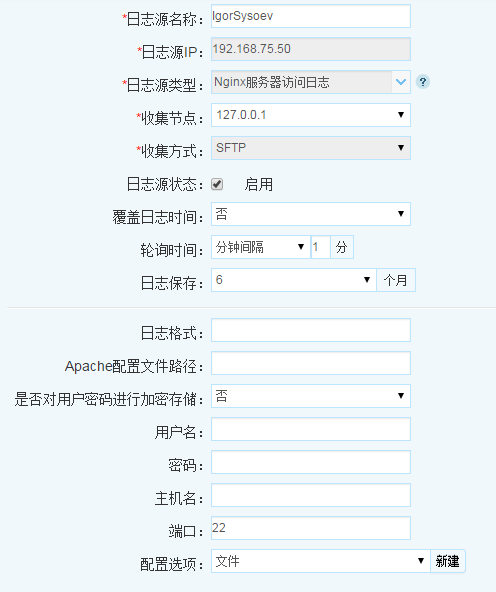 *日志源名称： IgorSysoev
*日志源IP： 192.168.75.50
*日志源类型： Nginx服务器访问日志 ?
*收集节点： 127.0.0.1
*收集方式： SFTP
日志源状态： 启用
覆盖日志时间： 否
轮询时间： 分钟间隔 1 分
日志保存： 6 个月
日志格式：
Apache配置文件路径：
是否对用户密码进行加密存储： 否
用户名：
密码：
主机名：
端口： 22
配置选项： 文件 新建